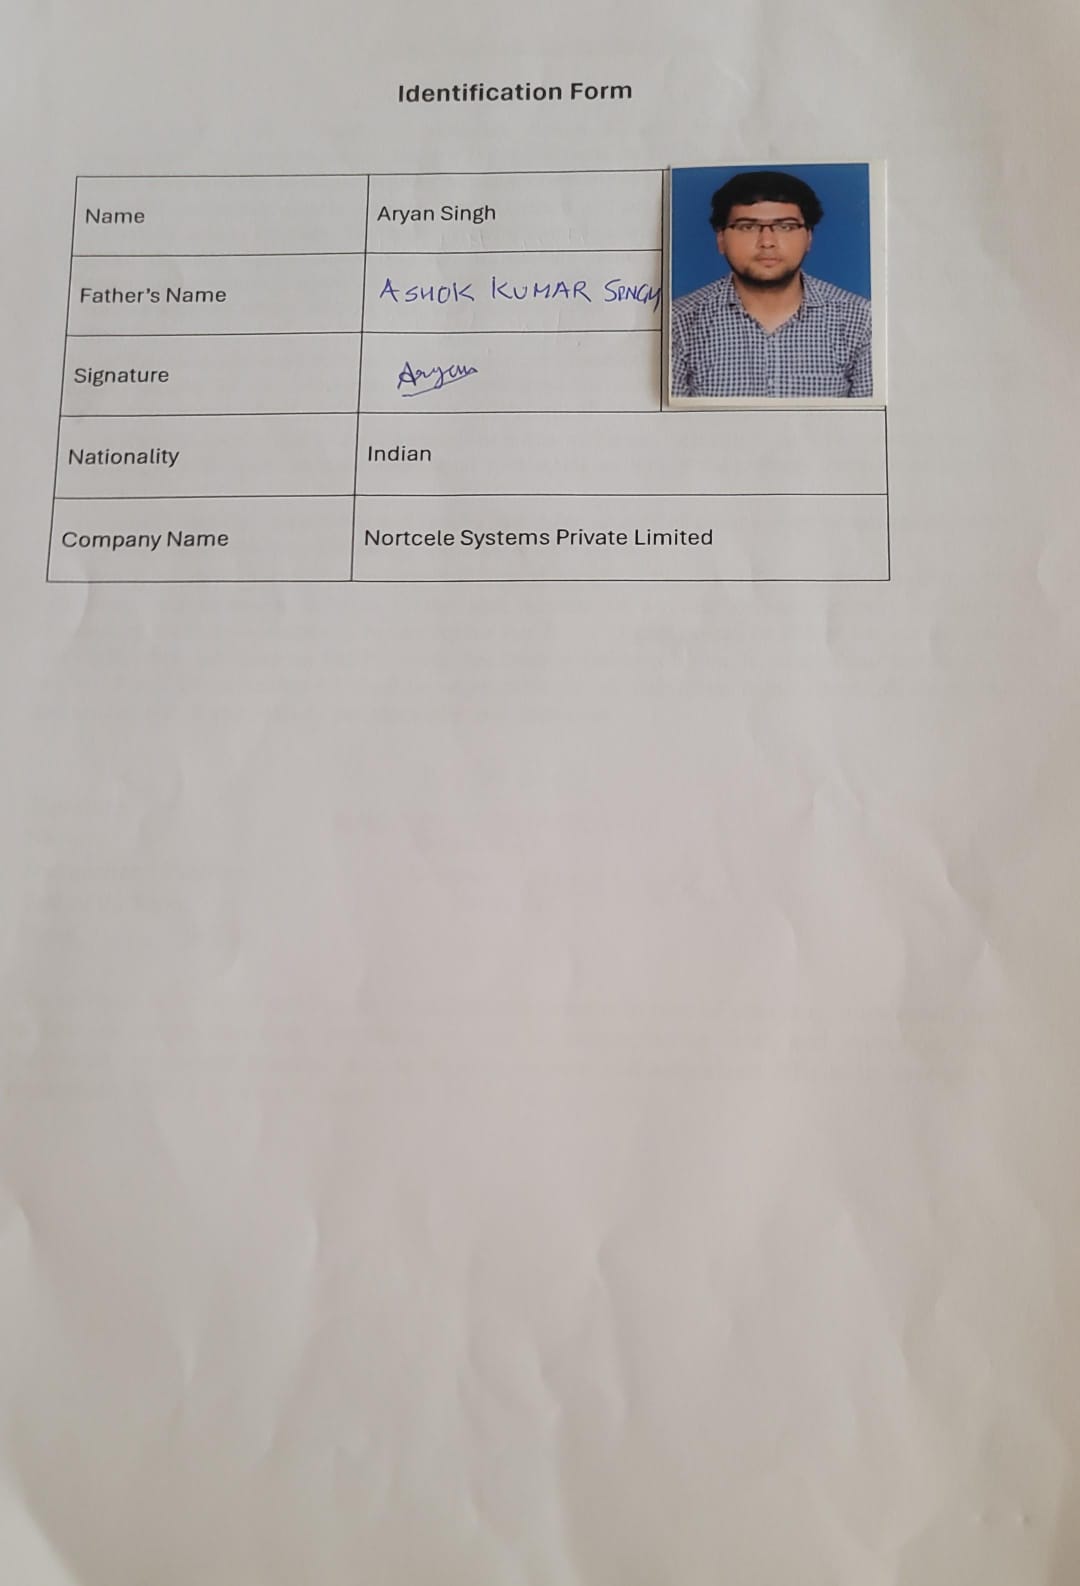 Identification Form
Name Aryan Singh
Father's Name ASHOK KUMAR SINGH
Signature Aryan
Nationality Indian
Company Name Nortcele Systems Private Limited